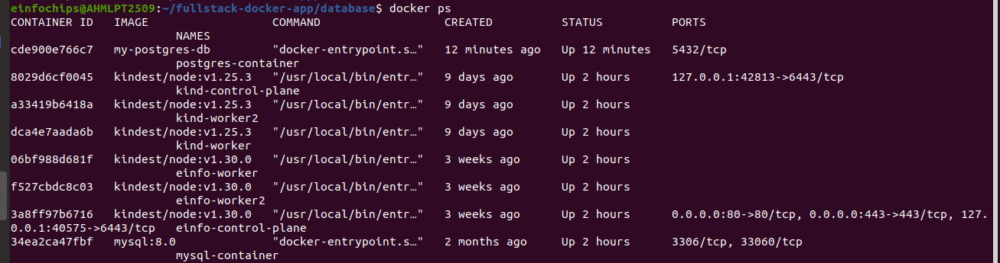 einfochips@AHMLPT2509:~/fullstack-docker-app/database$ docker ps
CONTAINER ID   IMAGE                  COMMAND                  CREATED          STATUS          PORTS
                        NAMES
cde900e766c7   my-postgres-db         "docker-entrypoint.s…"   12 minutes ago   Up 12 minutes   5432/tcp
                        postgres-container
8029d6cf0045   kindest/node:v1.25.3   "/usr/local/bin/entr…"   9 days ago       Up 2 hours      127.0.0.1:42813->6443/tcp
                        kind-control-plane
a33419b6418a   kindest/node:v1.25.3   "/usr/local/bin/entr…"   9 days ago       Up 2 hours
                        kind-worker2
dca4e7aada6b   kindest/node:v1.25.3   "/usr/local/bin/entr…"   9 days ago       Up 2 hours
                        kind-worker
06bf988d681f   kindest/node:v1.30.0   "/usr/local/bin/entr…"   3 weeks ago      Up 2 hours
                        einfo-worker
f527cbdc8c03   kindest/node:v1.30.0   "/usr/local/bin/entr…"   3 weeks ago      Up 2 hours
                        einfo-worker2
3a8ff97b6716   kindest/node:v1.30.0   "/usr/local/bin/entr…"   3 weeks ago      Up 2 hours      0.0.0.0:80->80/tcp, 0.0.0.0:443->443/tcp, 127.
0.0.1:40575->6443/tcp   einfo-control-plane
34ea2ca47fbf   mysql:8.0              "docker-entrypoint.s…"   2 months ago     Up 2 hours      3306/tcp, 33060/tcp
                        mysql-container